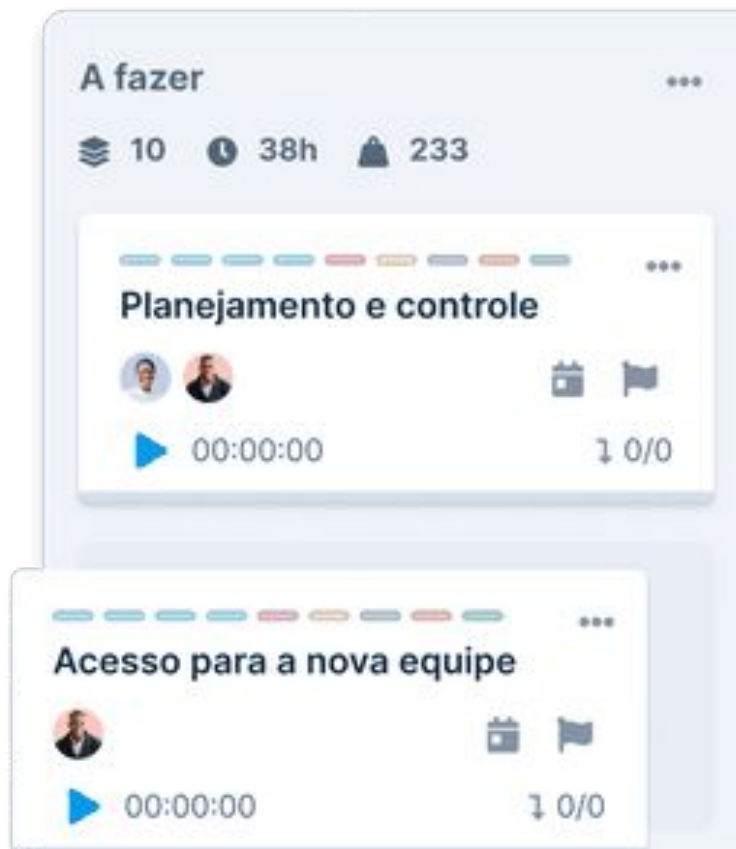 A fazer
10 38h 233
Planejamento e controle
00:00:00 0/0
Acesso para a nova equipe
00:00:00 0/0